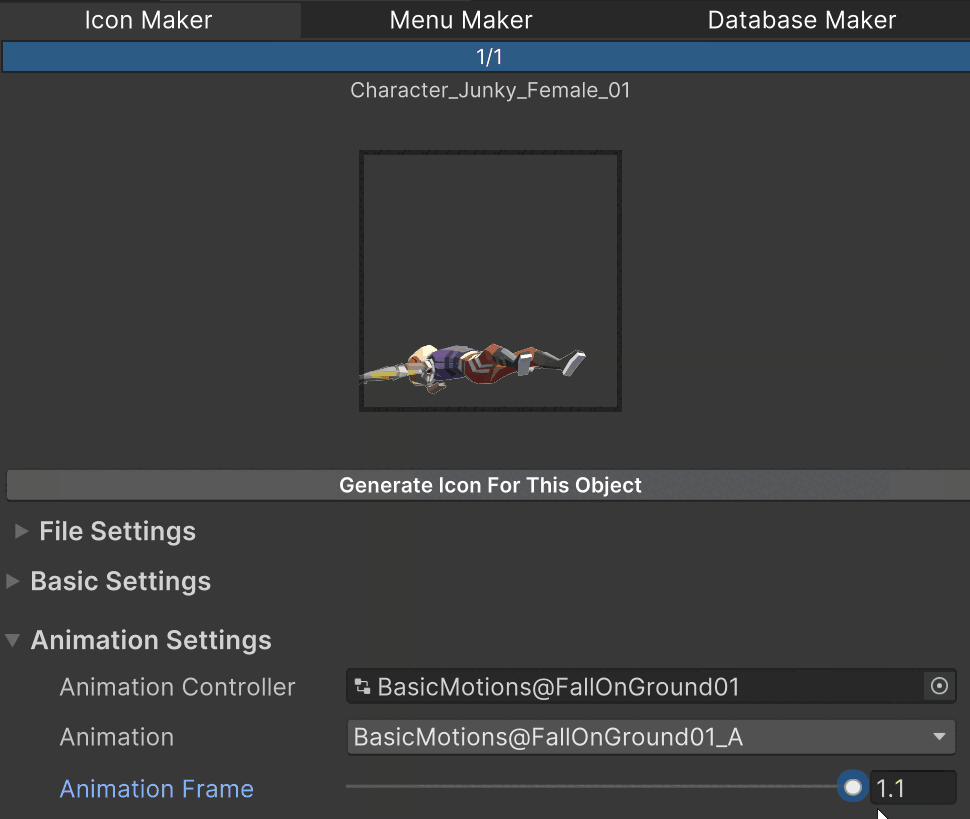 Icon Maker Menu Maker Database Maker
1/1
Character_Junky_Female_01
Generate Icon For This Object
File Settings
Basic Settings
Animation Settings
Animation Controller BasicMotions@FallOnGround01
Animation BasicMotions@FallOnGround01_A
Animation Frame 1.1